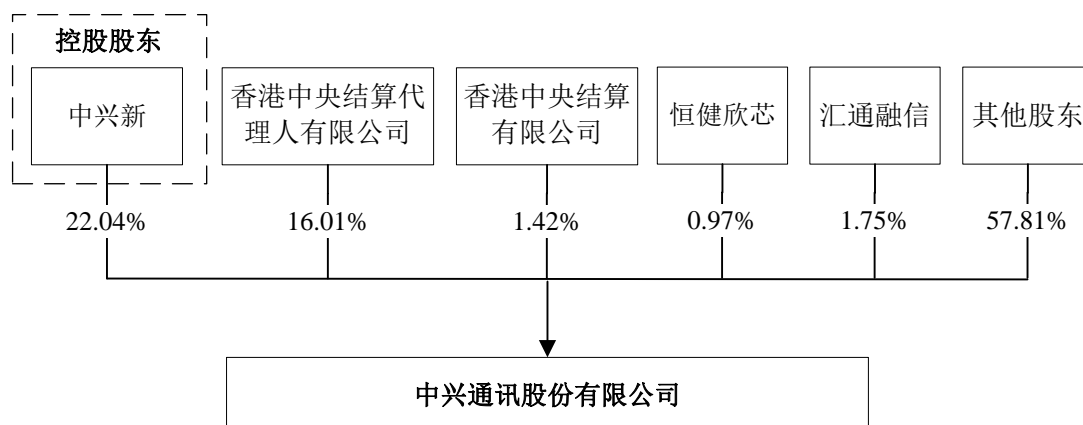 控股股东
中兴新
香港中央结算代
理人有限公司
香港中央结算
有限公司
恒健欣芯
汇通融信
其他股东
22.04%
16.01%
1.42%
0.97%
1.75%
57.81%
中兴通讯股份有限公司